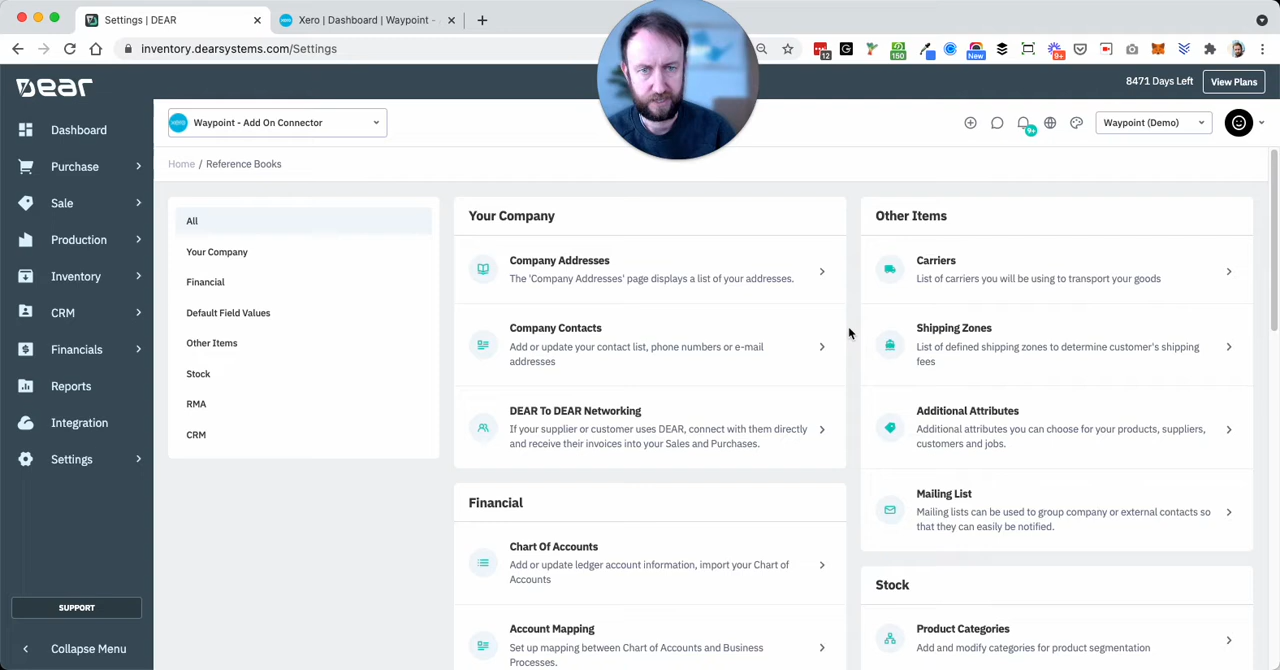 Settings | DEAR
Xero | Dashboard | Waypoint -
inventory.dearsystems.com/Settings
12
150
New
9+
DEAR
8471 Days Left
View Plans
Dashboard
Purchase
Sale
Production
Inventory
CRM
Financials
Reports
Integration
Settings
SUPPORT
Collapse Menu
xero
Waypoint - Add On Connector
9+
Waypoint (Demo)
Home / Reference Books
All
Your Company
Financial
Default Field Values
Other Items
Stock
RMA
CRM
Your Company
Company Addresses
The 'Company Addresses' page displays a list of your addresses.
Company Contacts
Add or update your contact list, phone numbers or e-mail
addresses
DEAR To DEAR Networking
If your supplier or customer uses DEAR, connect with them directly
and receive their invoices into your Sales and Purchases.
Financial
Chart Of Accounts
Add or update ledger account information, import your Chart of
Accounts
Account Mapping
Set up mapping between Chart of Accounts and Business
Processes.
Other Items
Carriers
List of carriers you will be using to transport your goods
Shipping Zones
List of defined shipping zones to determine customer's shipping
fees
Additional Attributes
Additional attributes you can choose for your products, suppliers,
customers and jobs.
Mailing List
Mailing lists can be used to group company or external contacts so
that they can easily be notified.
Stock
Product Categories
Add and modify categories for product segmentation